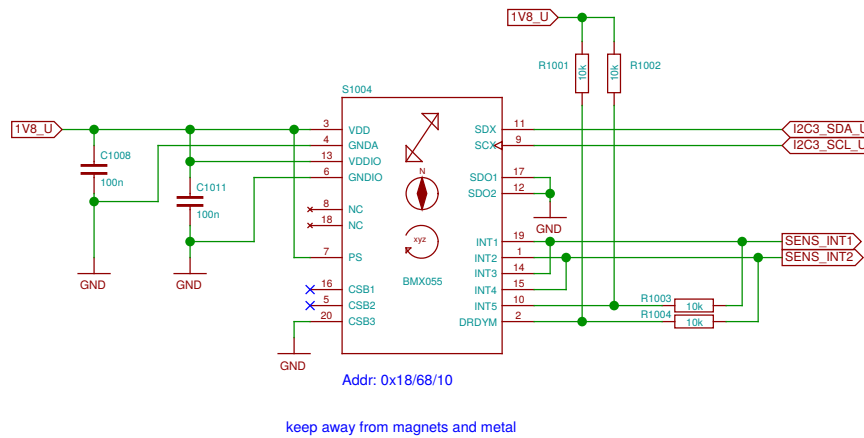 1V8_U
R1001
10k
10k
R1002
S1004
1V8_U
C1008
100n
C1011
100n
3 VDD
4 GNDA
13 VDDIO
6 GNDIO
8 NC
18 NC
7 PS
16 CSB1
5 CSB2
20 CSB3
N
xyz
BMX055
SDX 11
SCX 9
SDO1 17
SDO2 12
INT1 19
INT2 1
INT3 14
INT4 15
INT5 10
DRDYM 2
I2C3_SDA_U
I2C3_SCL_U
GND
SENS_INT1
SENS_INT2
R1003
10k
R1004
10k
GND
GND
GND
Addr: 0x18/68/10
keep away from magnets and metal